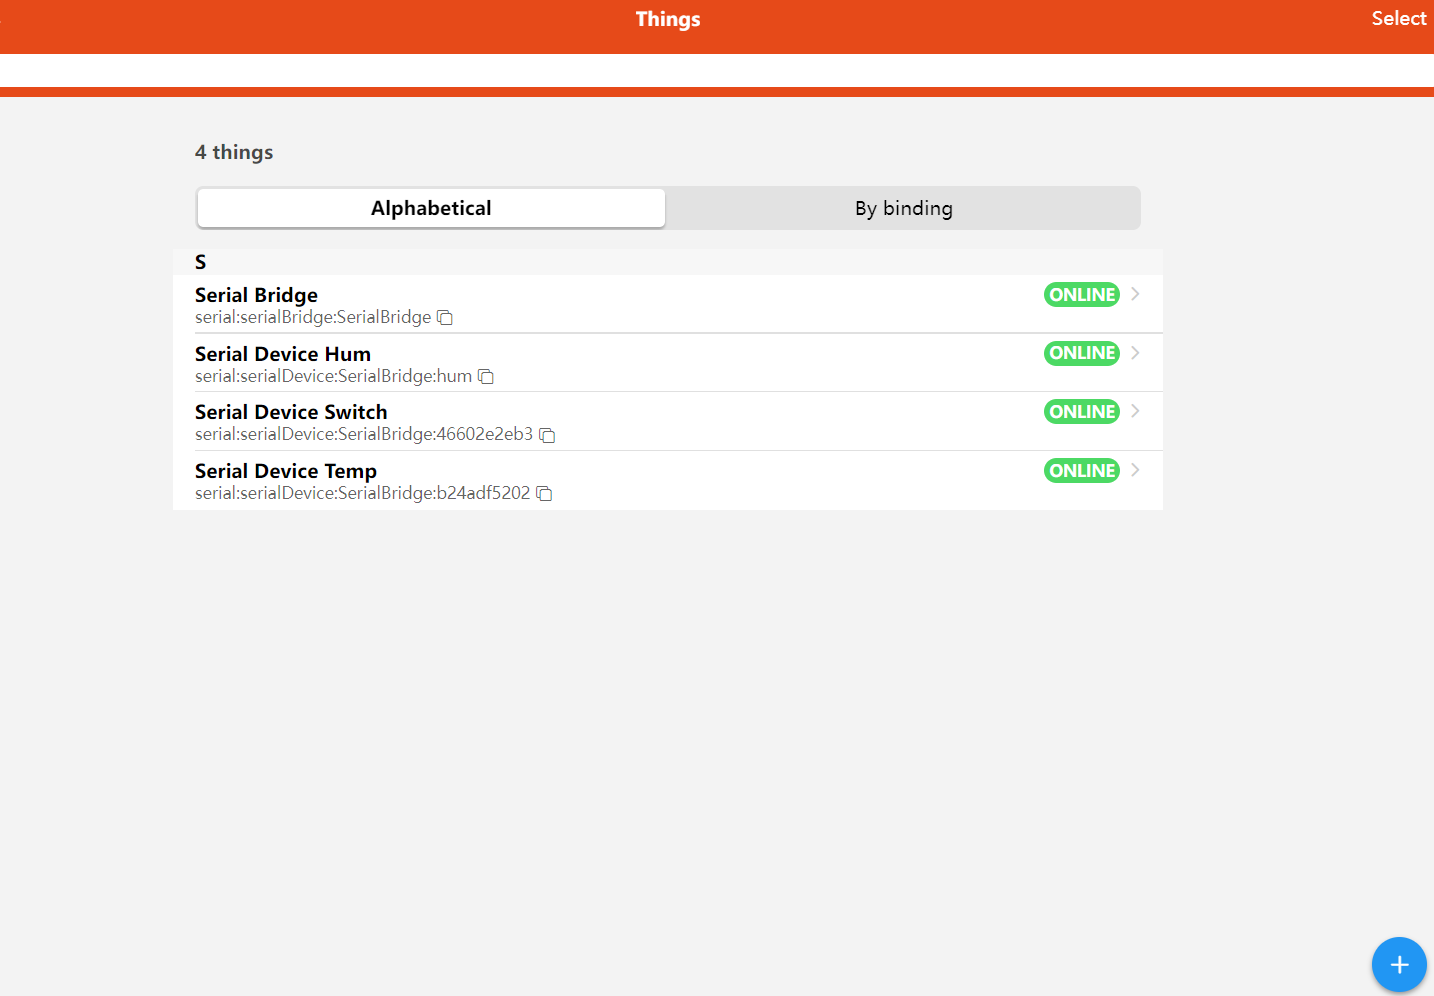 Things
Select
4 things
Alphabetical
By binding
S
Serial Bridge
ONLINE
serial:serialBridge:SerialBridge
Serial Device Hum
ONLINE
serial:serialDevice:SerialBridge:hum
Serial Device Switch
ONLINE
serial:serialDevice:SerialBridge:46602e2eb3
Serial Device Temp
ONLINE
serial:serialDevice:SerialBridge:b24adf5202